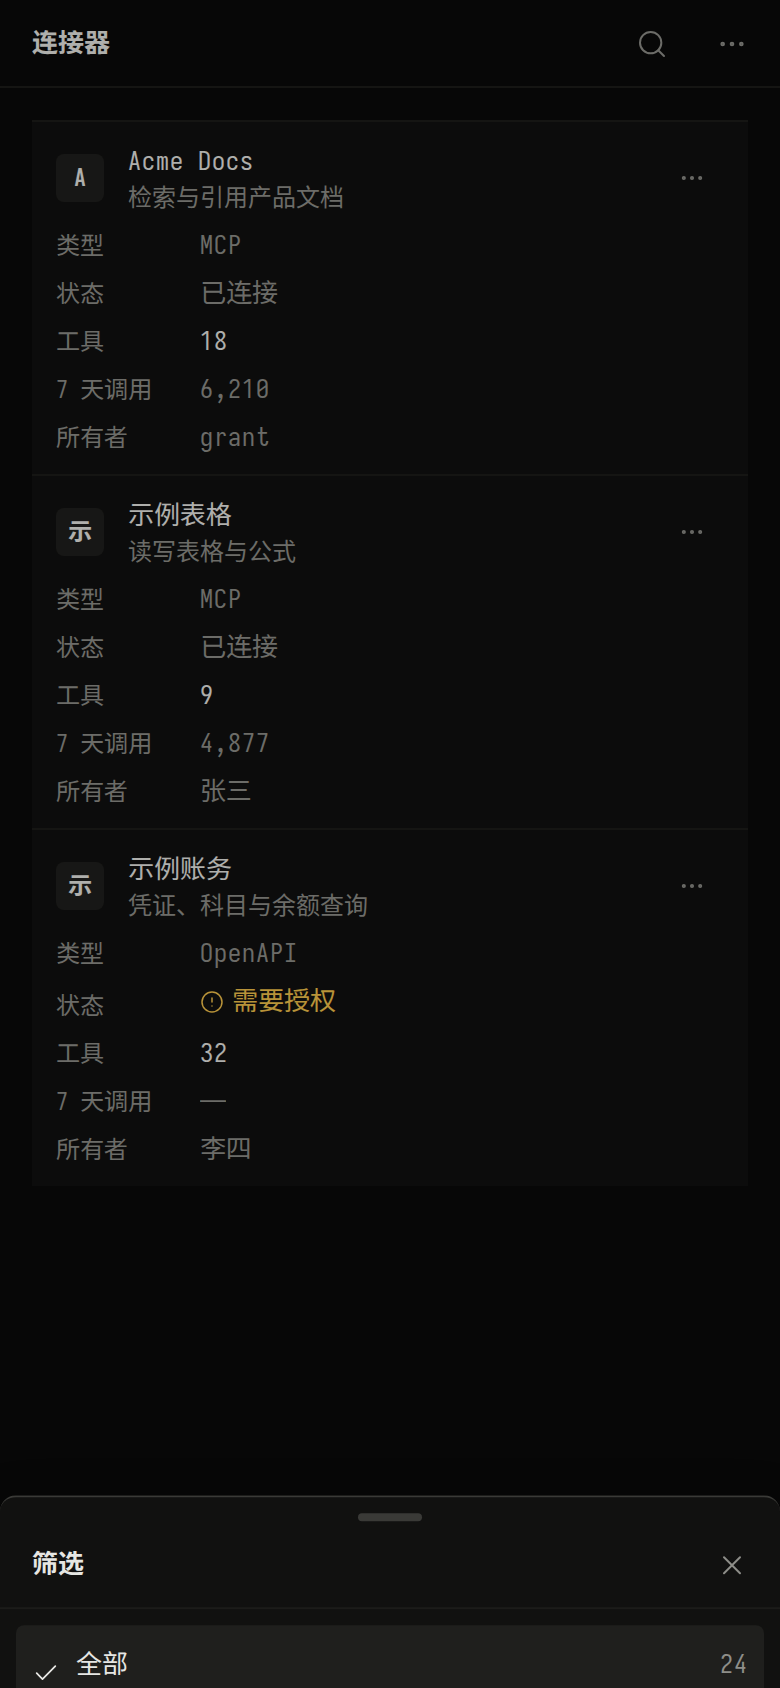 连接器
A
Acme Docs
检索与引用产品文档
类型 MCP
状态 已连接
工具 18
7 天调用 6,210
所有者 grant
示
示例表格
读写表格与公式
类型 MCP
状态 已连接
工具 9
7 天调用 4,877
所有者 张三
示
示例账务
凭证、科目与余额查询
类型 OpenAPI
状态 需要授权
工具 32
7 天调用 —
所有者 李四
筛选
全部 24